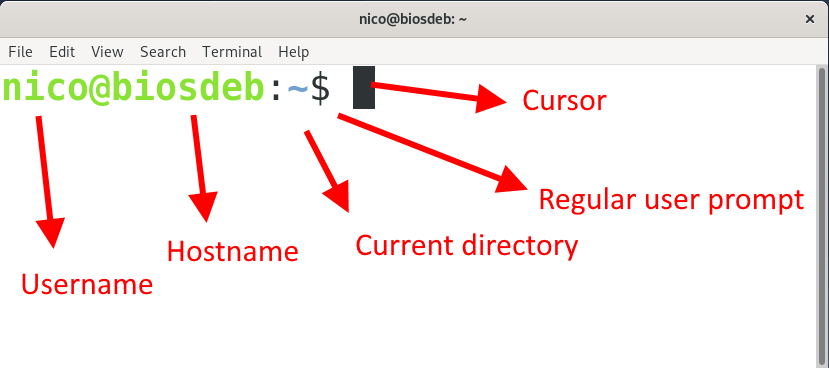 nico@biosdeb: ~
×
File Edit View Search Terminal Help
nico@biosdeb:~$
Cursor
Regular user prompt
Current directory
Hostname
Username